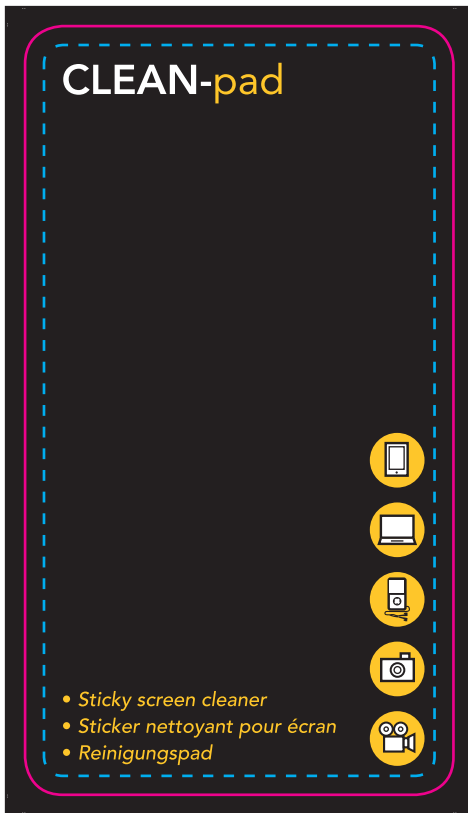 CLEAN-pad
• Sticky screen cleaner
• Sticker nettoyant pour écran
• Reinigungspad